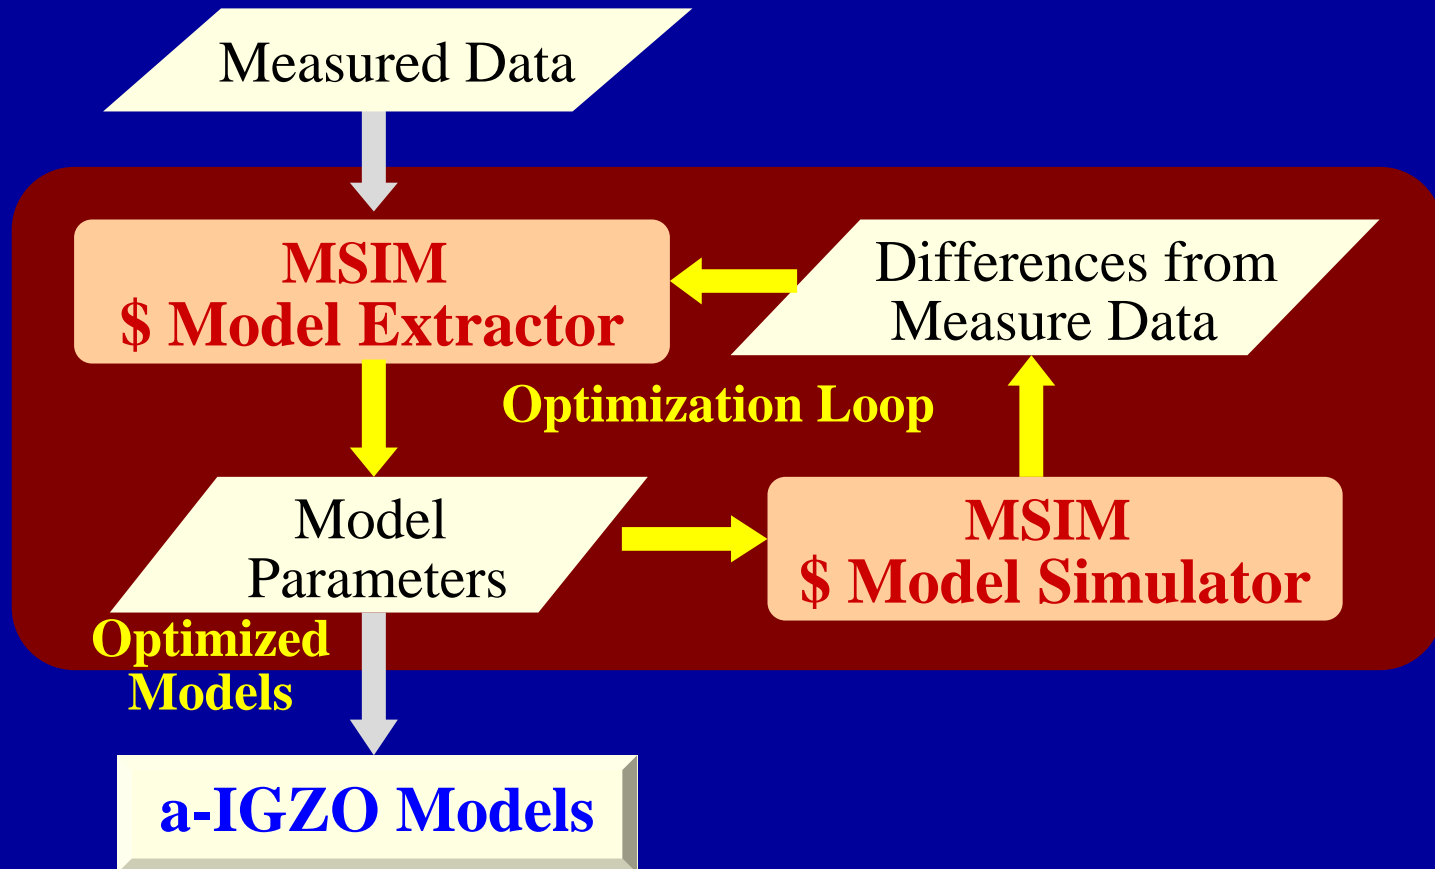 Measured Data
MSIM
$ Model Extractor
Differences from
Measure Data
Optimization Loop
Model
Parameters
MSIM
$ Model Simulator
Optimized
Models
a-IGZO Models